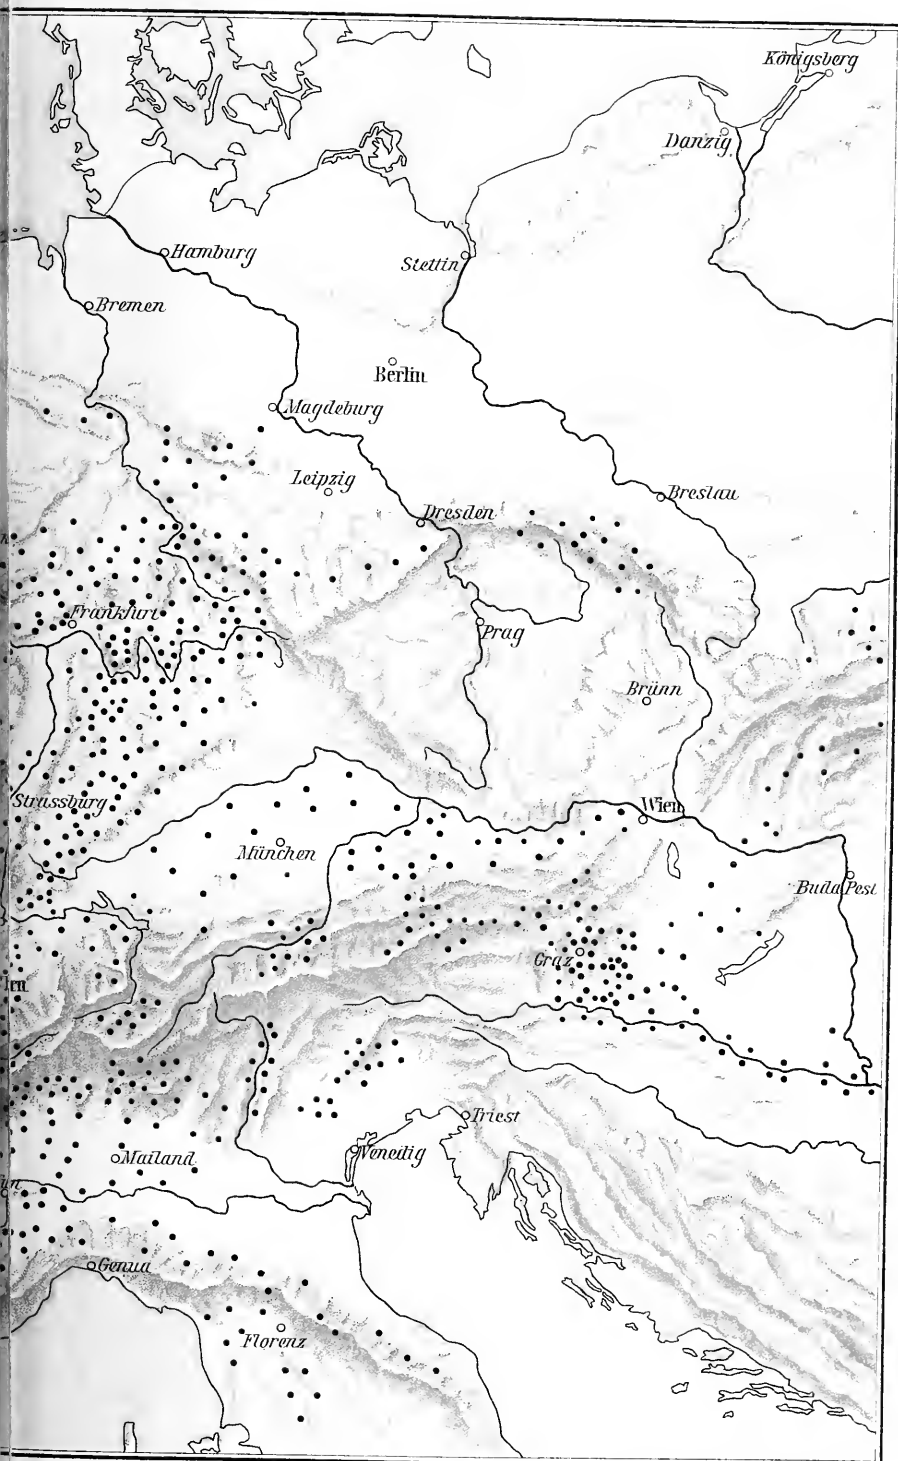 Königsberg
Danzig
Hamburg
Stettin
Bremen
Berlin
Magdeburg
Leipzig
Breslau
Dresden
Frankfurt
Prag
Brünn
Strassburg
Wien
München
Buda Pest
Graz
Triest
Venedig
Mailand
Genua
Florenz